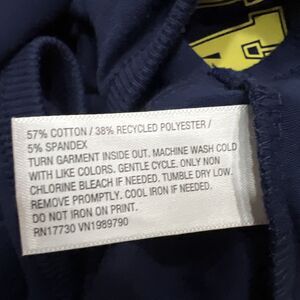 57% COTTON / 38% RECYCLED POLYESTER /
5% SPANDEX
TURN GARMENT INSIDE OUT. MACHINE WASH COLD
WITH LIKE COLORS. GENTLE CYCLE. ONLY NON
CHLORINE BLEACH IF NEEDED. TUMBLE DRY LOW.
REMOVE PROMPTLY. COOL IRON IF NEEDED.
DO NOT IRON ON PRINT.
RN17730 VN1989790